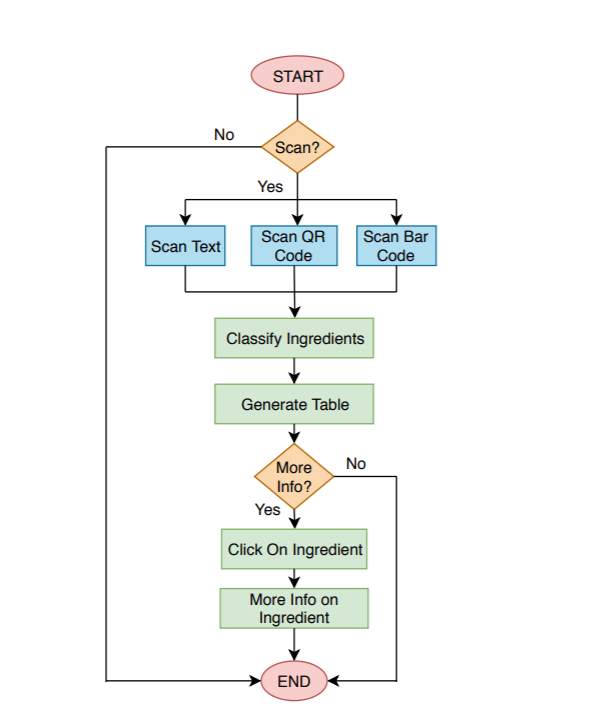 START
No
Scan?
Yes
Scan Text
Scan QR
Code
Scan Bar
Code
Classify Ingredients
Generate Table
More
Info?
No
Yes
Click On Ingredient
More Info on
Ingredient
END